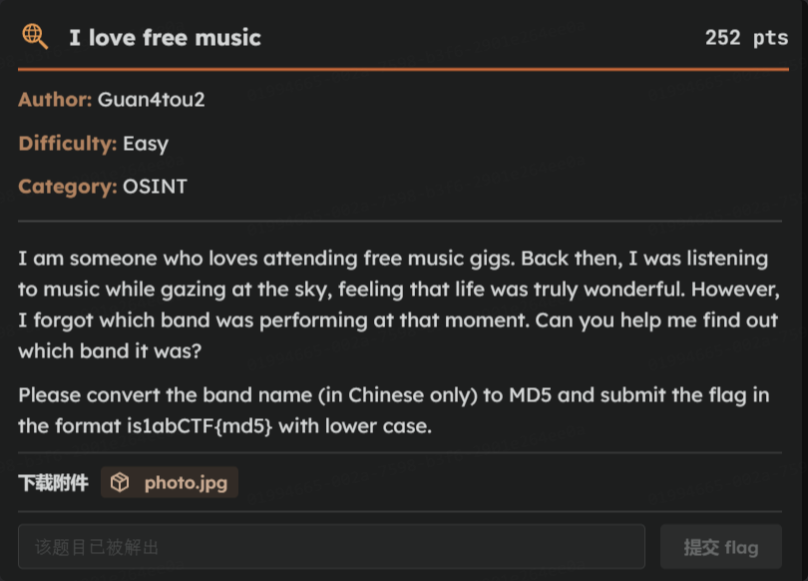 I love free music
252 pts
Author: Guan4tou2
Difficulty: Easy
Category: OSINT
I am someone who loves attending free music gigs. Back then, I was listening
to music while gazing at the sky, feeling that life was truly wonderful. However,
I forgot which band was performing at that moment. Can you help me find out
which band it was?
Please convert the band name (in Chinese only) to MD5 and submit the flag in
the format is1abCTF{md5} with lower case.
下载附件 photo.jpg
该题目已被解出
提交 flag